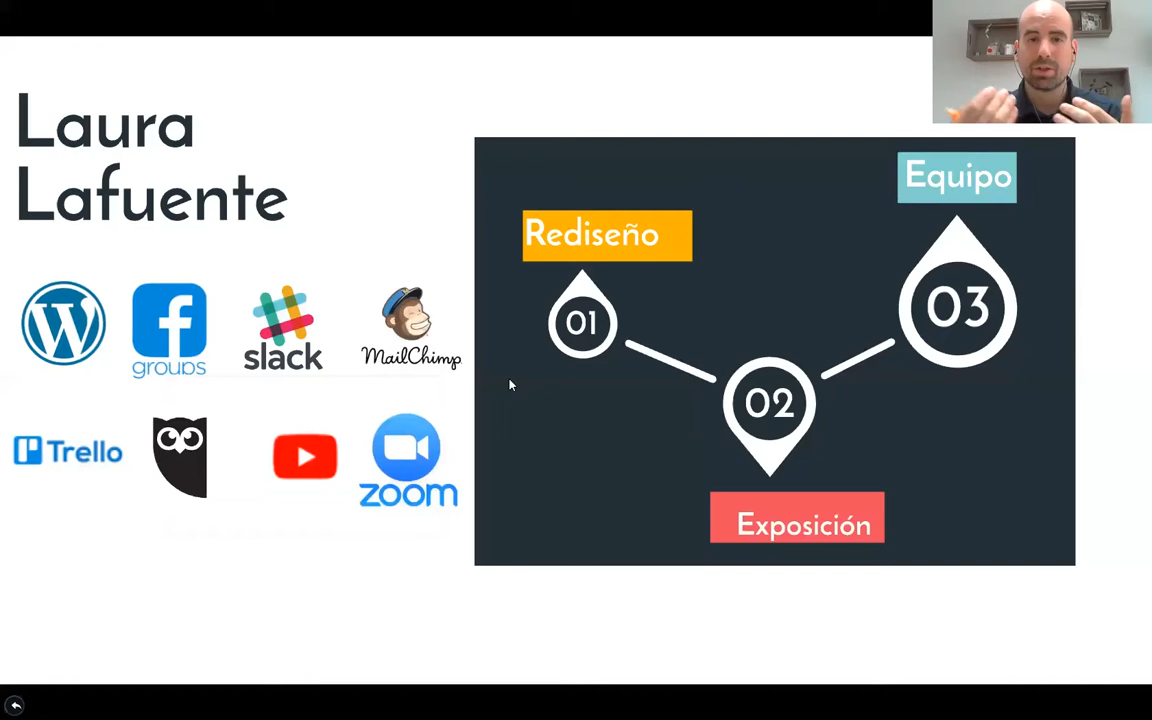 Laura
Lafuente
groups
slack
MailChimp
Trello
zoom
Rediseño
01
02
Exposición
Equipo
03